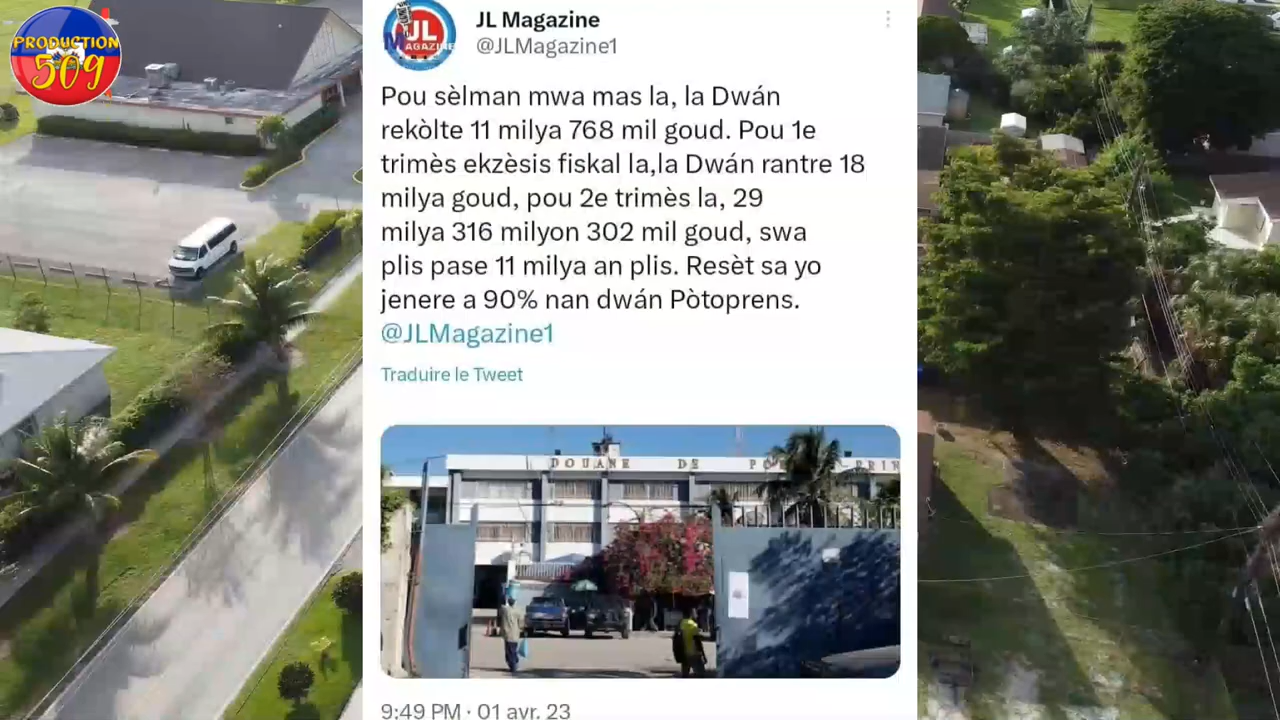 PRODUCTION
509
JL
MAGAZINE
JL Magazine
@JLMagazine1
Pou sèlman mwa mas la, la Dwán
rekòlte 11 milya 768 mil goud. Pou 1e
trimès ekzèsis fiskal la,la Dwán rantre 18
milya goud, pou 2e trimès la, 29
milya 316 milyon 302 mil goud, swa
plis pase 11 milya an plis. Resèt sa yo
jenere a 90% nan dwán Pòtoprens.
@JLMagazine1
Traduire le Tweet
DOUANE DE
9:49 PM · 01 avr. 23